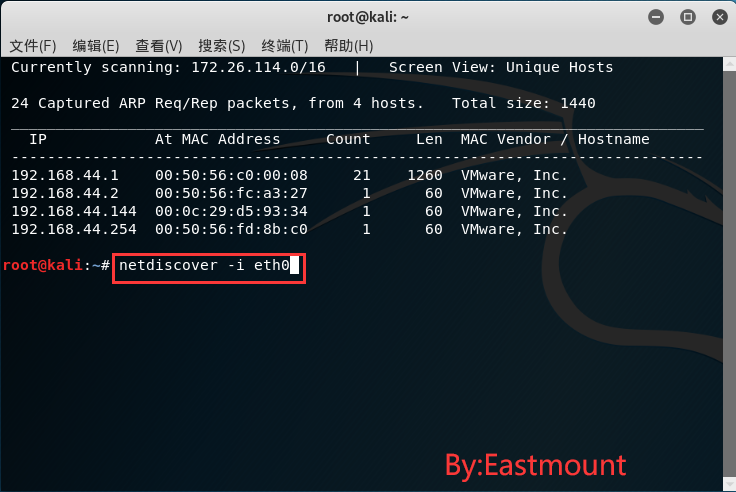 root@kali: ~
文件(F) 编辑(E) 查看(V) 搜索(S) 终端(T) 帮助(H)
Currently scanning: 172.26.114.0/16   |   Screen View: Unique Hosts
24 Captured ARP Req/Rep packets, from 4 hosts.   Total size: 1440
_____________________________________________________________________________
  IP            At MAC Address     Count     Len  MAC Vendor / Hostname
-----------------------------------------------------------------------------
192.168.44.1    00:50:56:c0:00:08     21    1260  VMware, Inc.
192.168.44.2    00:50:56:fc:a3:27      1      60  VMware, Inc.
192.168.44.144  00:0c:29:d5:93:34      1      60  VMware, Inc.
192.168.44.254  00:50:56:fd:8b:c0      1      60  VMware, Inc.
root@kali:~# netdiscover -i eth0
By:Eastmount